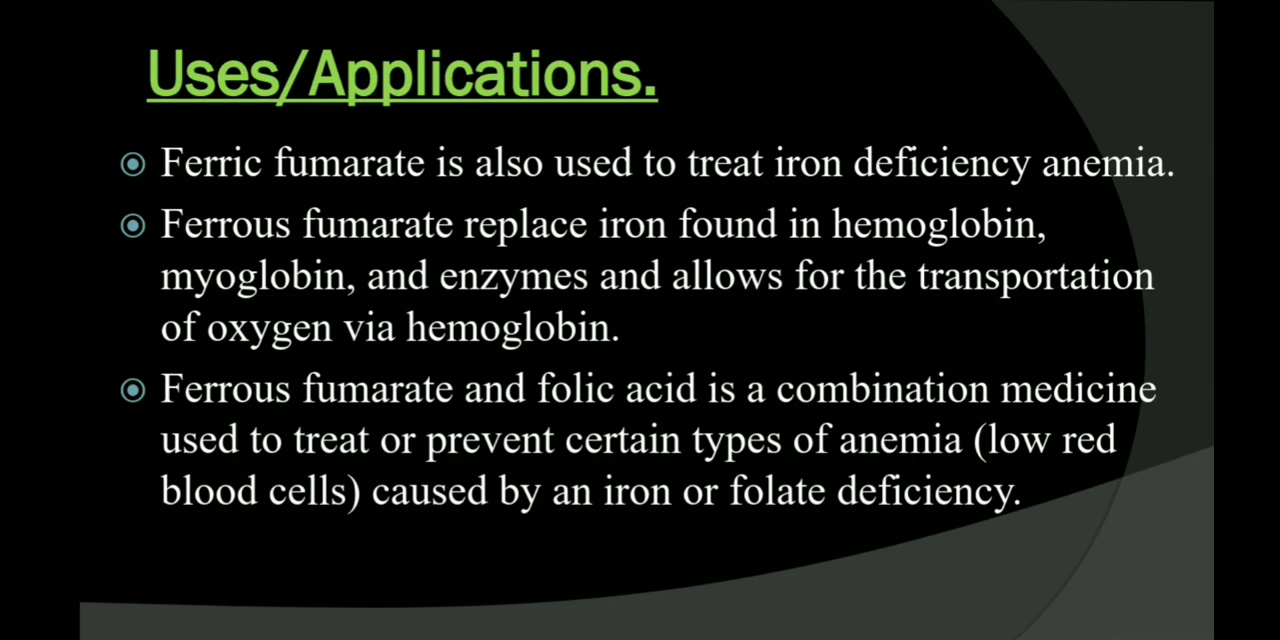 Uses/Applications.
Ferric fumarate is also used to treat iron deficiency anemia.
Ferrous fumarate replace iron found in hemoglobin,
myoglobin, and enzymes and allows for the transportation
of oxygen via hemoglobin.
Ferrous fumarate and folic acid is a combination medicine
used to treat or prevent certain types of anemia (low red
blood cells) caused by an iron or folate deficiency.